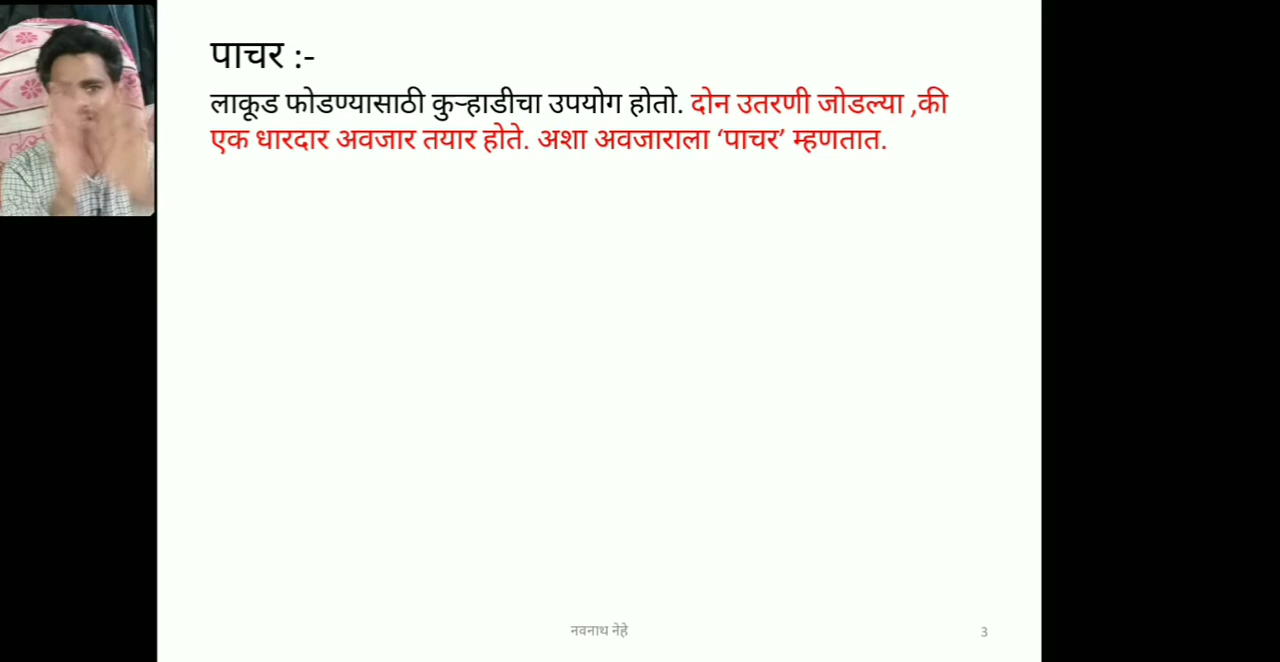 पाचर :-
लाकूड फोडण्यासाठी कुऱ्हाडीचा उपयोग होतो. दोन उतरणी जोडल्या ,की
एक धारदार अवजार तयार होते. अशा अवजाराला ‘पाचर’ म्हणतात.
नवनाथ नेहे
3